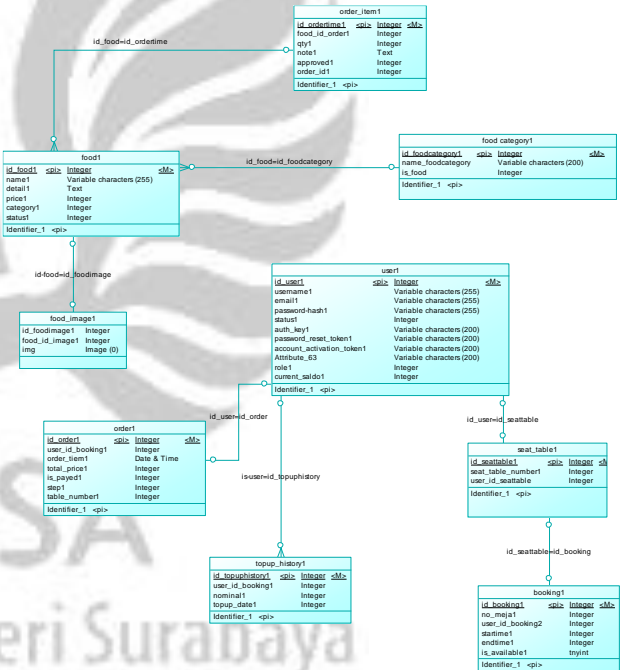 order_item1
id_ordertime1 <pi> Integer <M>
food_id_order1 Integer
qty1 Integer
note1 Text
approved1 Integer
order_id1 Integer
Identifier_1 <pi>
id_food=id_ordertime
food1
id_food1 <pi> Integer <M>
name1 Variable characters (255)
detail1 Text
price1 Integer
category1 Integer
status1 Integer
Identifier_1 <pi>
id_food=id_foodcategory
food category1
id_foodcategory1 <pi> Integer <M>
name_foodcategory Variable characters (200)
is_food Integer
Identifier_1 <pi>
id-food=id_foodimage
food_image1
id_foodimage1 Integer
food_id_image1 Integer
img Image (0)
user1
id_user1 <pi> Integer <M>
username1 Variable characters (255)
email1 Variable characters (255)
password-hash1 Variable characters (255)
status1 Integer
auth_key1 Variable characters (200)
password_reset_token1 Variable characters (200)
account_activation_token1 Variable characters (200)
Attribute_63 Variable characters (200)
role1 Integer
current_saldo1 Integer
Identifier_1 <pi>
id_user=id_order
order1
id_order1 <pi> Integer <M>
user_id_booking1 Integer
order_tiem1 Date & Time
total_price1 Integer
is_payed1 Integer
step1 Integer
table_number1 Integer
Identifier_1 <pi>
is-user=id_topuphistory
topup_history1
id_topuphistory1 <pi> Integer <M>
user_id_booking1 Integer
nominal1 Integer
topup_date1 Integer
Identifier_1 <pi>
id_user=id_seattable
seat_table1
id_seattable1 <pi> Integer <M
seat_table_number1 Integer
user_id_seattable Integer
Identifier_1 <pi>
id_seattable=id_booking
booking1
id_booking1 <pi> Integer <M>
no_meja1 Integer
user_id_booking2 Integer
startime1 Integer
endtime1 Integer
is_available1 tnyint
Identifier_1 <pi>
SA
eri Surabaya